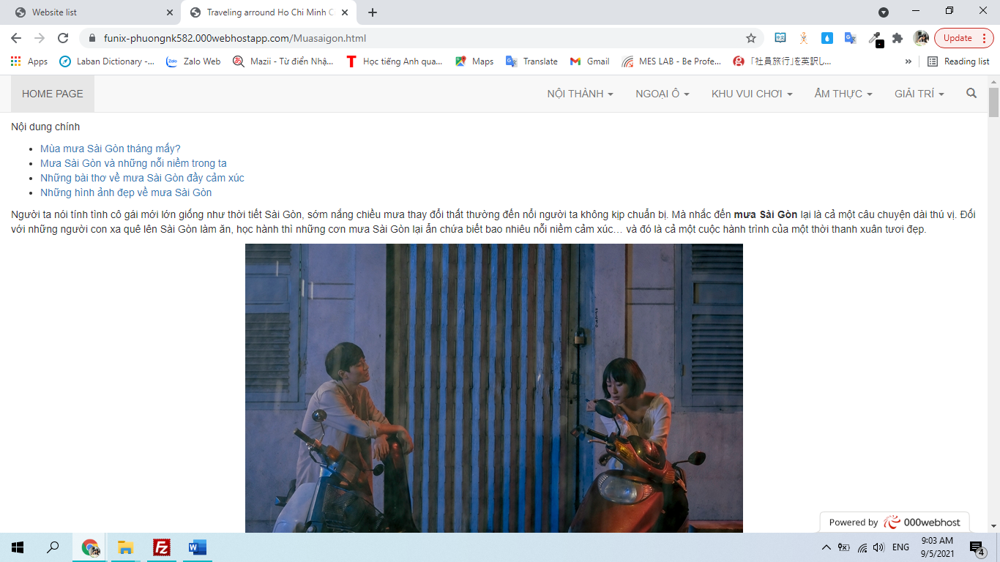 Website list
Traveling arround Ho Chi Minh C
funix-phuongnk582.000webhostapp.com/Muasaigon.html
Update
Apps
Laban Dictionary -...
Zalo Web
Mazii - Từ điển Nhậ...
Học tiếng Anh qua...
Maps
Translate
Gmail
MES LAB - Be Profe...
「社員旅行」を英訳し...
»
Reading list
HOME PAGE
NỘI THÀNH
NGOẠI Ô
KHU VUI CHƠI
ẨM THỰC
GIẢI TRÍ
Nội dung chính
Mùa mưa Sài Gòn tháng mấy?
Mưa Sài Gòn và những nỗi niềm trong ta
Những bài thơ về mưa Sài Gòn đầy cảm xúc
Những hình ảnh đẹp về mưa Sài Gòn
Người ta nói tính tình cô gái mới lớn giống như thời tiết Sài Gòn, sớm nắng chiều mưa thay đổi thất thường đến nỗi người ta không kịp chuẩn bị. Mà nhắc đến mưa Sài Gòn lại là cả một câu chuyện dài thú vị. Đối
với những người con xa quê lên Sài Gòn làm ăn, học hành thì những cơn mưa Sài Gòn lại ẩn chứa biết bao nhiêu nỗi niềm cảm xúc… và đó là cả một cuộc hành trình của một thời thanh xuân tươi đẹp.
Powered by 000webhost
ENG
9:03 AM
9/5/2021
4